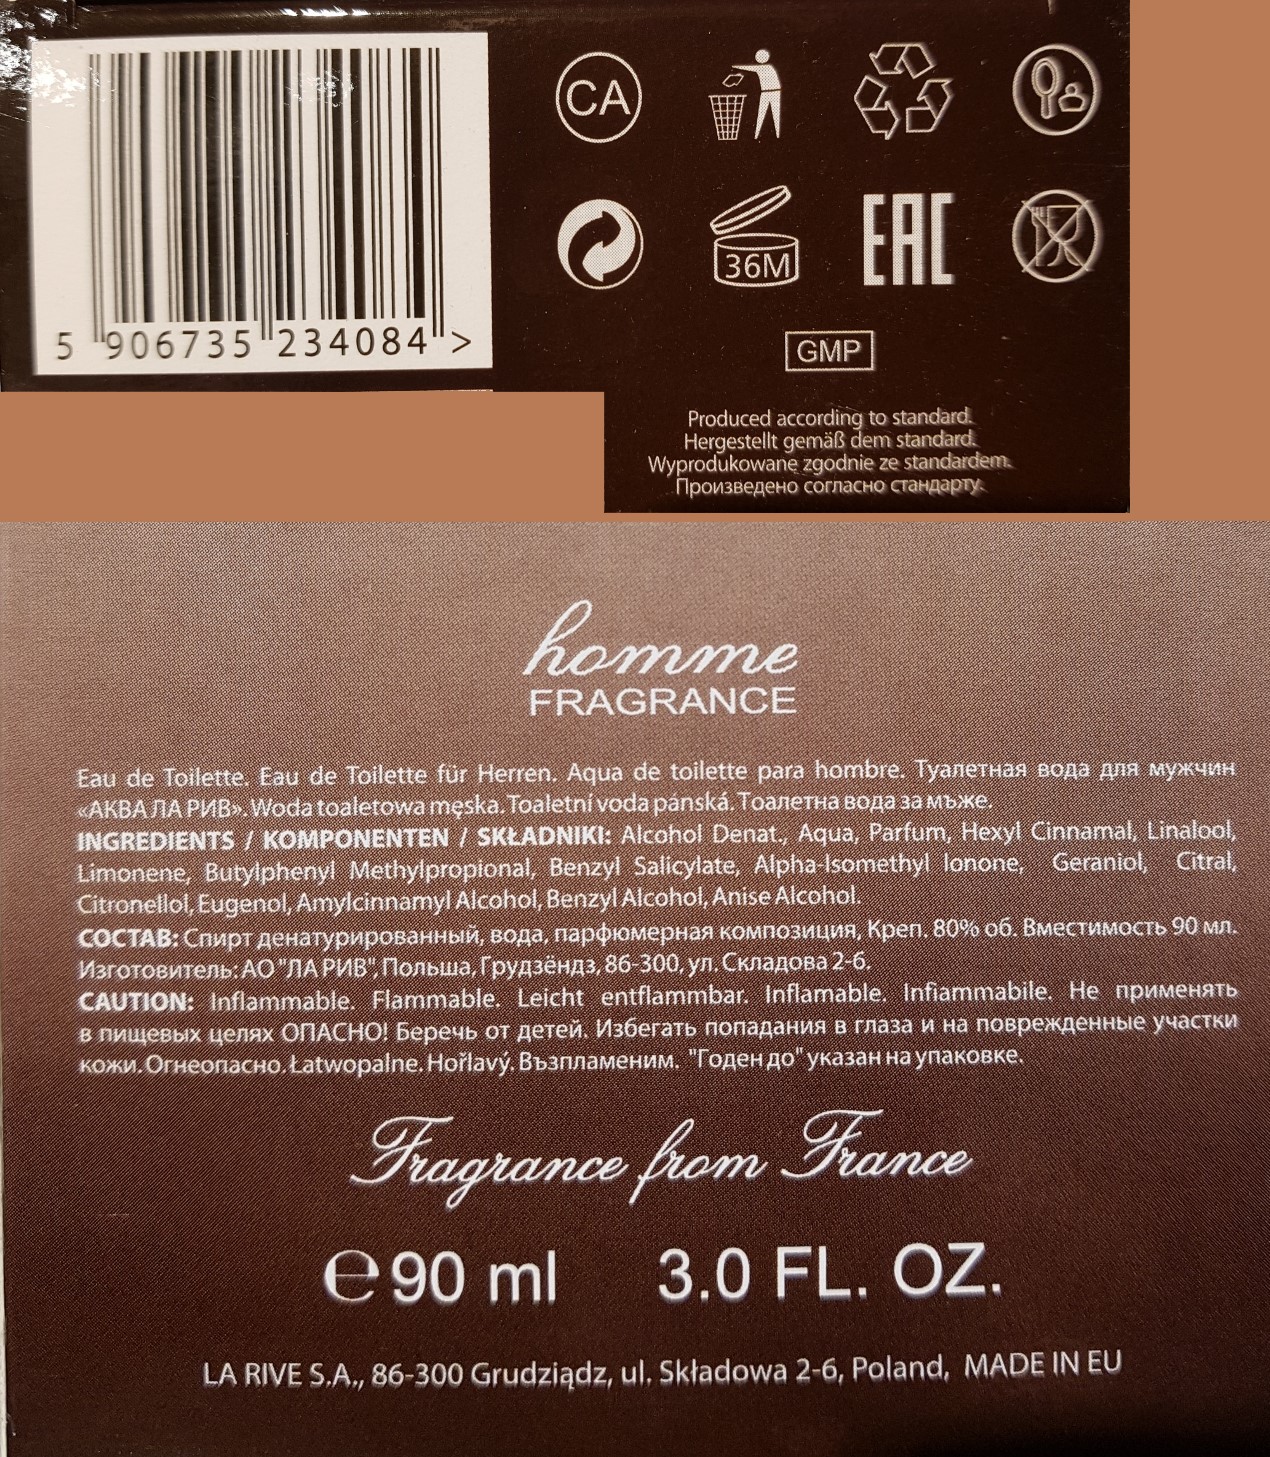 5 906735 234084 >
CA
36M
EAC
GMP
Produced according to standard.
Hergestellt gemäß dem standard.
Wyprodukowane zgodnie ze standardem.
Произведено согласно стандарту.
homme
FRAGRANCE
Eau de Toilette. Eau de Toilette für Herren. Aqua de toilette para hombre. Туалетная вода для мужчин
«АКВА ЛА РИВ». Woda toaletowa męska. Toaletní voda pánská. Тоалетна вода за мъже.
INGREDIENTS / KOMPONENTEN / SKŁADNIKI: Alcohol Denat., Aqua, Parfum, Hexyl Cinnamal, Linalool,
Limonene, Butylphenyl Methylpropional, Benzyl Salicylate, Alpha-Isomethyl Ionone, Geraniol, Citral,
Citronellol, Eugenol, Amylcinnamyl Alcohol, Benzyl Alcohol, Anise Alcohol.
СОСТАВ: Спирт денатурированный, вода, парфюмерная композиция, Креп. 80% об. Вместимость 90 мл.
Изготовитель: АО "ЛА РИВ", Польша, Грудзёндз, 86-300, ул. Складова 2-6.
CAUTION: Inflammable. Flammable. Leicht entflammbar. Inflamable. Infiammabile. Не применять
в пищевых целях ОПАСНО! Беречь от детей. Избегать попадания в глаза и на поврежденные участки
кожи. Огнеопасно. Łatwopalne. Hořlavý. Възпламеним. "Годен до" указан на упаковке.
Fragrance from France
℮ 90 ml 3.0 FL. OZ.
LA RIVE S.A., 86-300 Grudziądz, ul. Składowa 2-6, Poland, MADE IN EU